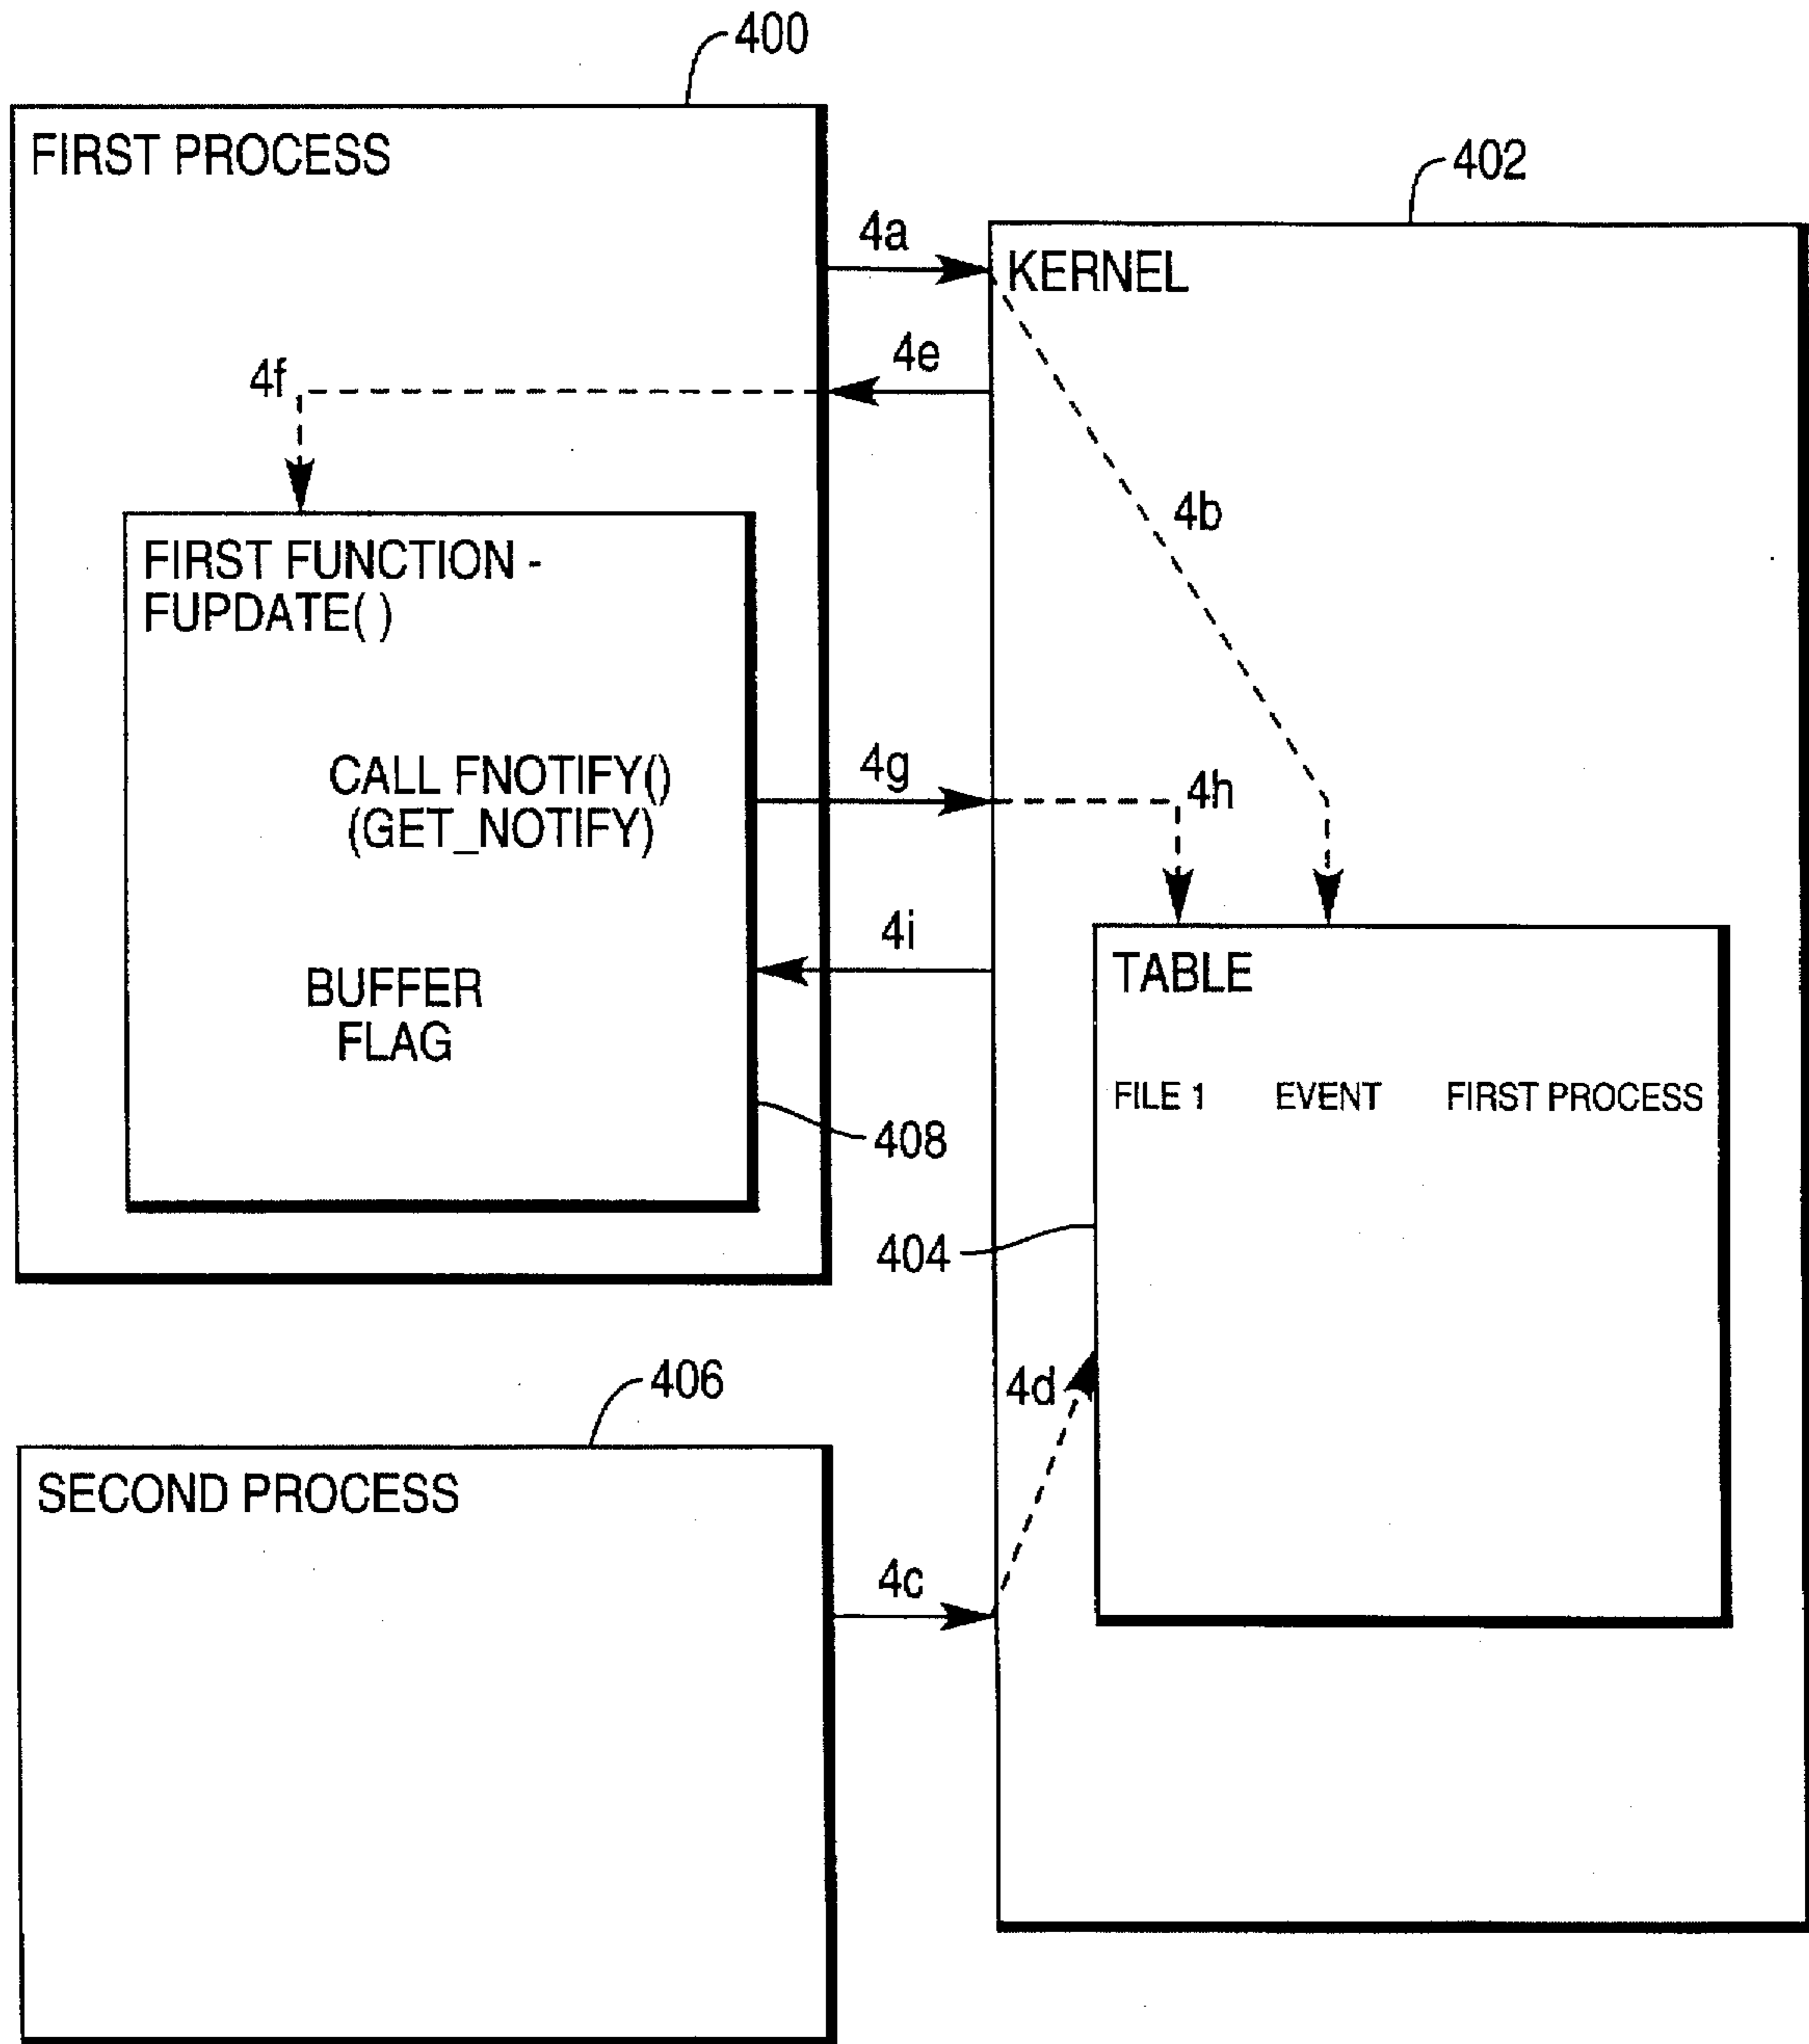 400
FIRST PROCESS
402
4a
KERNEL
4e
4f
4b
FIRST FUNCTION -
FUPDATE( )
CALL FNOTIFY()
(GET_NOTIFY)
4g
4h
4i
BUFFER
FLAG
TABLE
FILE 1 EVENT FIRST PROCESS
408
404
406
4d
SECOND PROCESS
4c